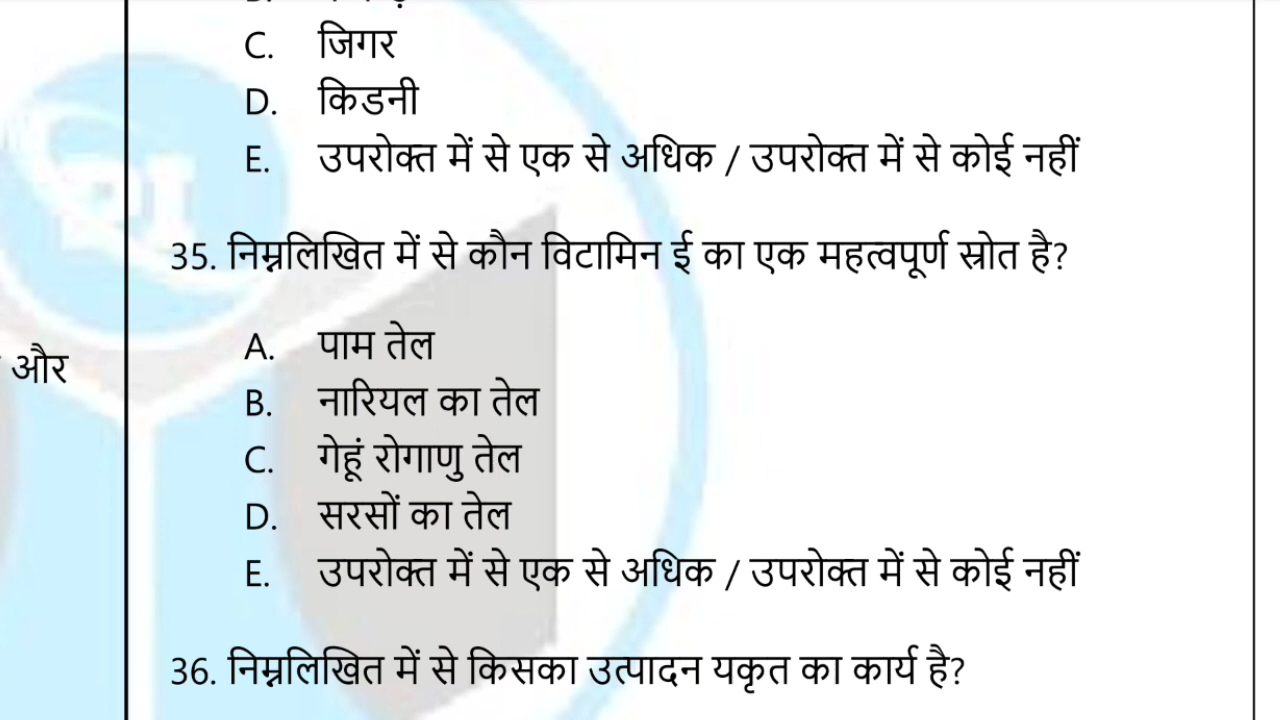 C. जिगर
D. किडनी
E. उपरोक्त में से एक से अधिक / उपरोक्त में से कोई नहीं
35. निम्नलिखित में से कौन विटामिन ई का एक महत्वपूर्ण स्रोत है?
और
A. पाम तेल
B. नारियल का तेल
C. गेहूं रोगाणु तेल
D. सरसों का तेल
E. उपरोक्त में से एक से अधिक / उपरोक्त में से कोई नहीं
36. निम्नलिखित में से किसका उत्पादन यकृत का कार्य है?